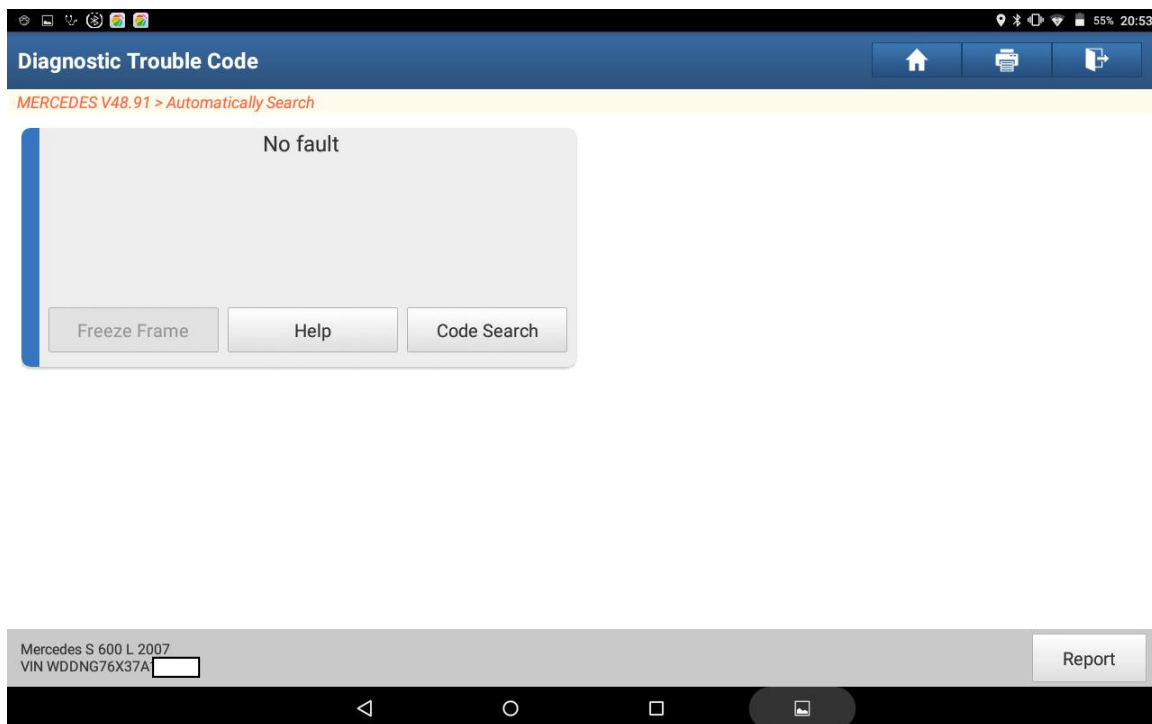 55% 20:53
Diagnostic Trouble Code
MERCEDES V48.91 > Automatically Search
No fault
Freeze Frame
Help
Code Search
Mercedes S 600 L 2007
VIN WDDNG76X37A
Report